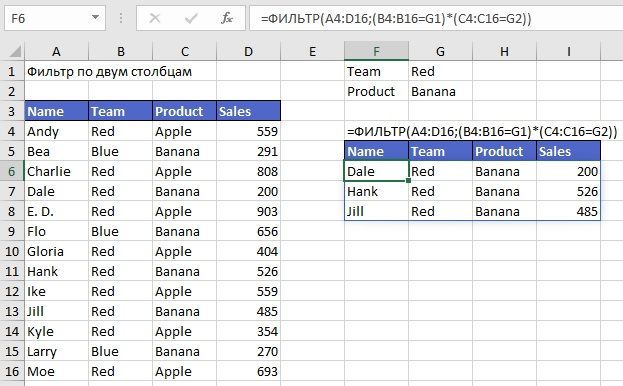 F6 =ФИЛЬТР(A4:D16;(B4:B16=G1)*(C4:C16=G2))
A B C D E F G H I
1 Фильтр по двум столбцам Team Red
2 Product Banana
3 Name Team Product Sales
4 Andy Red Apple 559 =ФИЛЬТР(A4:D16;(B4:B16=G1)*(C4:C16=G2))
5 Bea Blue Banana 291 Name Team Product Sales
6 Charlie Red Apple 808 Dale Red Banana 200
7 Dale Red Banana 200 Hank Red Banana 526
8 E. D. Red Apple 903 Jill Red Banana 485
9 Flo Blue Banana 656
10 Gloria Red Apple 404
11 Hank Red Banana 526
12 Ike Red Apple 559
13 Jill Red Banana 485
14 Kyle Red Apple 354
15 Larry Blue Banana 270
16 Moe Red Apple 693